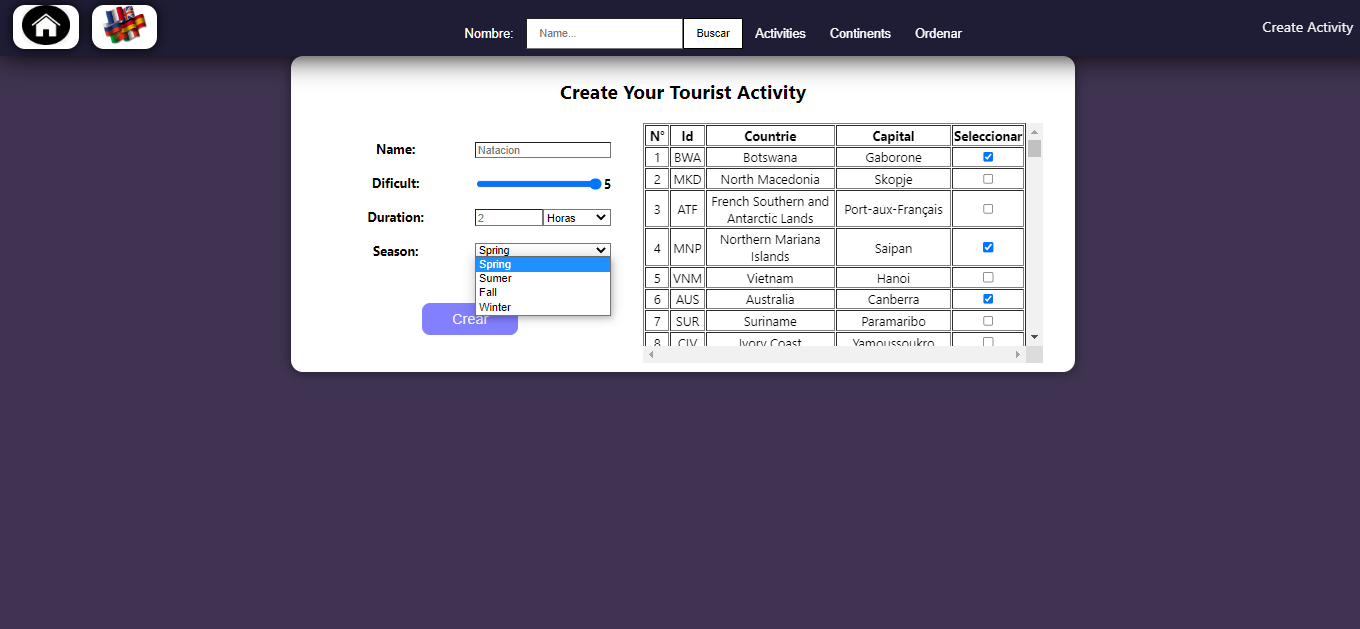 Nombre: Name... Buscar Activities Continents Ordenar Create Activity
Create Your Tourist Activity
Name: Natacion
Dificult: 5
Duration: 2 Horas
Season: Spring
Spring
Sumer
Fall
Winter
Crear
N° Id Countrie Capital Seleccionar
1 BWA Botswana Gaborone
2 MKD North Macedonia Skopje
3 ATF French Southern and Antarctic Lands Port-aux-Français
4 MNP Northern Mariana Islands Saipan
5 VNM Vietnam Hanoi
6 AUS Australia Canberra
7 SUR Suriname Paramaribo
8 CIV Ivory Coast Yamoussoukro